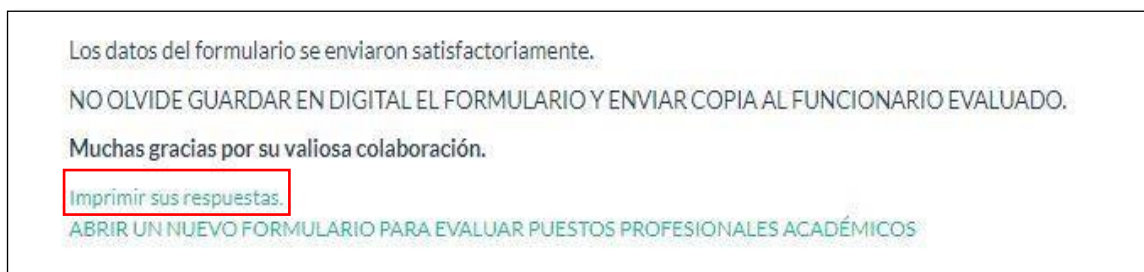 Los datos del formulario se enviaron satisfactoriamente.
NO OLVIDE GUARDAR EN DIGITAL EL FORMULARIO Y ENVIAR COPIA AL FUNCIONARIO EVALUADO.
Muchas gracias por su valiosa colaboración.
Imprimir sus respuestas.
ABRIR UN NUEVO FORMULARIO PARA EVALUAR PUESTOS PROFESIONALES ACADÉMICOS